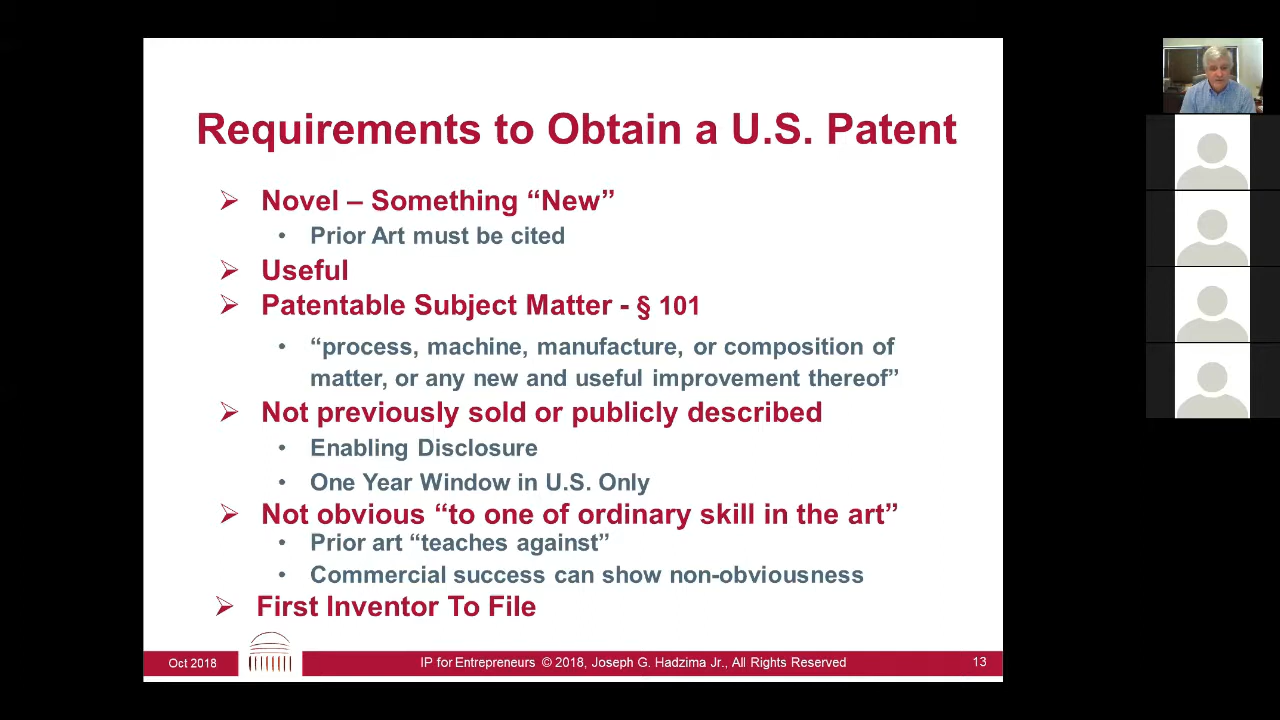 Requirements to Obtain a U.S. Patent
➢ Novel – Something “New”
• Prior Art must be cited
➢ Useful
➢ Patentable Subject Matter - § 101
• “process, machine, manufacture, or composition of
matter, or any new and useful improvement thereof”
➢ Not previously sold or publicly described
• Enabling Disclosure
• One Year Window in U.S. Only
➢ Not obvious “to one of ordinary skill in the art”
• Prior art “teaches against”
• Commercial success can show non-obviousness
➢ First Inventor To File
Oct 2018 IP for Entrepreneurs © 2018, Joseph G. Hadzima Jr., All Rights Reserved 13